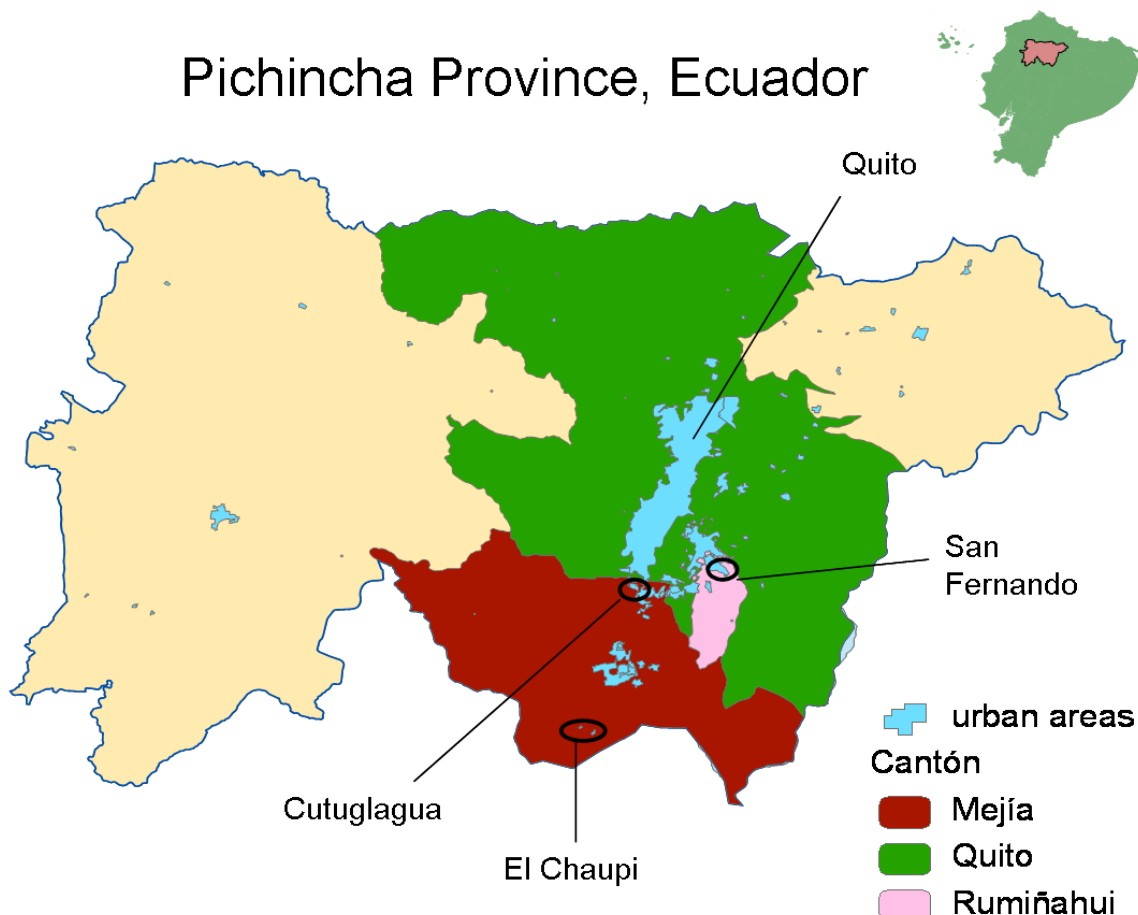 Pichincha Province, Ecuador
Quito
San
Fernando
Cutuglagua
El Chaupi
urban areas
Cantón
Mejía
Quito
Rumiñahui